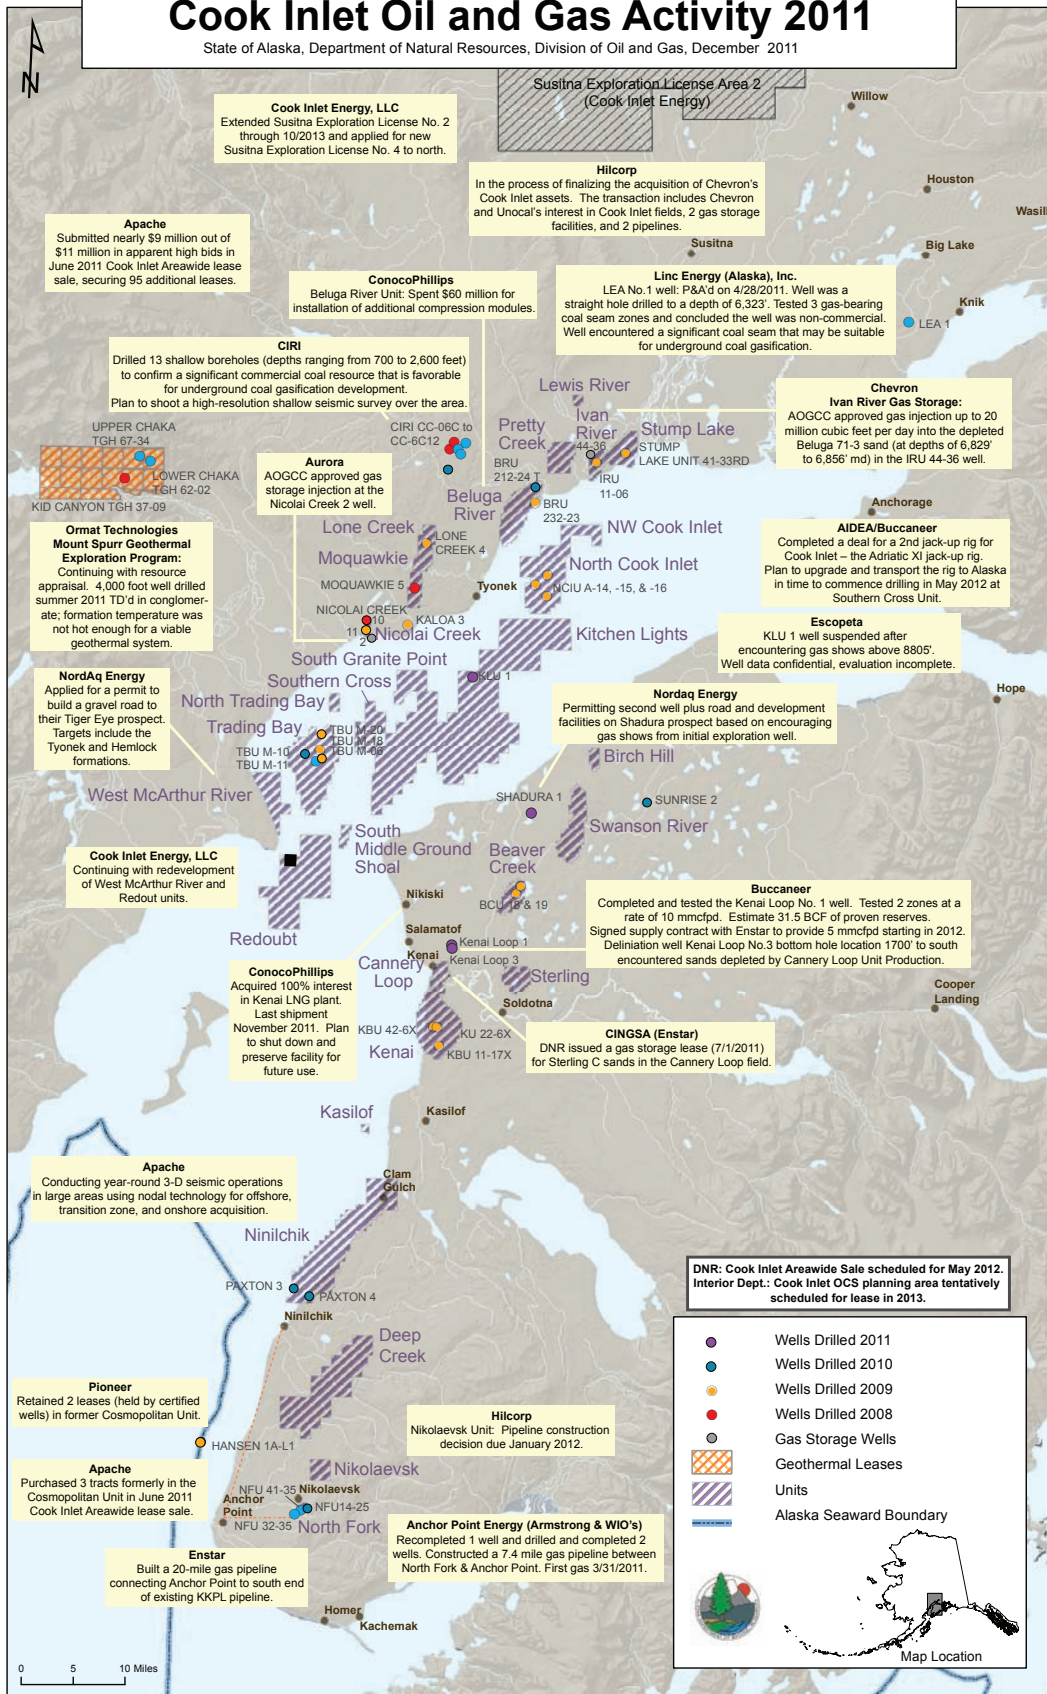 Cook Inlet Oil and Gas Activity 2011
State of Alaska, Department of Natural Resources, Division of Oil and Gas, December 2011
N
Susitna Exploration License Area 2
(Cook Inlet Energy)
Willow
Cook Inlet Energy, LLC
Extended Susitna Exploration License No. 2
through 10/2013 and applied for new
Susitna Exploration License No. 4 to north.
Hilcorp
In the process of finalizing the acquisition of Chevron's
Cook Inlet assets. The transaction includes Chevron
and Unocal's interest in Cook Inlet fields, 2 gas storage
facilities, and 2 pipelines.
Houston
Wasil
Apache
Submitted nearly $9 million out of
$11 million in apparent high bids in
June 2011 Cook Inlet Areawide lease
sale, securing 95 additional leases.
Susitna
Big Lake
ConocoPhillips
Beluga River Unit: Spent $60 million for
installation of additional compression modules.
Linc Energy (Alaska), Inc.
LEA No.1 well: P&A'd on 4/28/2011. Well was a
straight hole drilled to a depth of 6,323'. Tested 3 gas-bearing
coal seam zones and concluded the well was non-commercial.
Well encountered a significant coal seam that may be suitable
for underground coal gasification.
Knik
LEA 1
CIRI
Drilled 13 shallow boreholes (depths ranging from 700 to 2,600 feet)
to confirm a significant commercial coal resource that is favorable
for underground coal gasification development.
Plan to shoot a high-resolution shallow seismic survey over the area.
Lewis River
Chevron
Ivan River Gas Storage:
AOGCC approved gas injection up to 20
million cubic feet per day into the depleted
Beluga 71-3 sand (at depths of 6,829'
to 6,856' md) in the IRU 44-36 well.
UPPER CHAKA
TGH 67-34
LOWER CHAKA
TGH 62-02
KID CANYON TGH 37-09
CIRI CC-06C to
CC-6C12
Pretty
Creek
Ivan
River
44-36
Stump Lake
STUMP
LAKE UNIT 41-33RD
IRU
11-06
BRU
212-24 T
BRU
232-23
Beluga
River
Aurora
AOGCC approved gas
storage injection at the
Nicolai Creek 2 well.
Anchorage
Ormat Technologies
Mount Spurr Geothermal
Exploration Program:
Continuing with resource
appraisal. 4,000 foot well drilled
summer 2011 TD'd in conglomer-
ate; formation temperature was
not hot enough for a viable
geothermal system.
Lone Creek
LONE
CREEK 4
Moquawkie
MOQUAWKIE 5
NW Cook Inlet
North Cook Inlet
NCIU A-14, -15, & -16
AIDEA/Buccaneer
Completed a deal for a 2nd jack-up rig for
Cook Inlet – the Adriatic XI jack-up rig.
Plan to upgrade and transport the rig to Alaska
in time to commence drilling in May 2012 at
Southern Cross Unit.
Tyonek
NICOLAI CREEK
10
11
2
KALOA 3
Nicolai Creek
Kitchen Lights
Escopeta
KLU 1 well suspended after
encountering gas shows above 8805'.
Well data confidential, evaluation incomplete.
South Granite Point
KLU 1
Southern Cross
North Trading Bay
Trading Bay
TBU M-20
TBU M-18
TBU M-06
TBU M-10
TBU M-11
NordAq Energy
Applied for a permit to
build a gravel road to
their Tiger Eye prospect.
Targets include the
Tyonek and Hemlock
formations.
Nordaq Energy
Permitting second well plus road and development
facilities on Shadura prospect based on encouraging
gas shows from initial exploration well.
Hope
Birch Hill
West McArthur River
SHADURA 1
SUNRISE 2
Swanson River
South
Middle Ground
Shoal
Beaver
Creek
BCU 18 & 19
Cook Inlet Energy, LLC
Continuing with redevelopment
of West McArthur River and
Redout units.
Redoubt
Nikiski
Salamatof
Kenai
Kenai Loop 1
Kenai Loop 3
Buccaneer
Completed and tested the Kenai Loop No. 1 well. Tested 2 zones at a
rate of 10 mmcfpd. Estimate 31.5 BCF of proven reserves.
Signed supply contract with Enstar to provide 5 mmcfpd starting in 2012.
Deliniation well Kenai Loop No.3 bottom hole location 1700' to south
encountered sands depleted by Cannery Loop Unit Production.
Cannery
Loop
Sterling
Soldotna
Cooper
Landing
ConocoPhillips
Acquired 100% interest
in Kenai LNG plant.
Last shipment
November 2011. Plan
to shut down and
preserve facility for
future use.
KBU 42-6X
KU 22-6X
Kenai
KBU 11-17X
CINGSA (Enstar)
DNR issued a gas storage lease (7/1/2011)
for Sterling C sands in the Cannery Loop field.
Kasilof
Kasilof
Apache
Conducting year-round 3-D seismic operations
in large areas using nodal technology for offshore,
transition zone, and onshore acquisition.
Clam
Gulch
Ninilchik
PAXTON 3
PAXTON 4
Ninilchik
DNR: Cook Inlet Areawide Sale scheduled for May 2012.
Interior Dept.: Cook Inlet OCS planning area tentatively
scheduled for lease in 2013.
Deep
Creek
Pioneer
Retained 2 leases (held by certified
wells) in former Cosmopolitan Unit.
HANSEN 1A-L1
Hilcorp
Nikolaevsk Unit: Pipeline construction
decision due January 2012.
Apache
Purchased 3 tracts formerly in the
Cosmopolitan Unit in June 2011
Cook Inlet Areawide lease sale.
Nikolaevsk
NFU 41-35
Nikolaevsk
NFU14-25
Anchor
Point
NFU 32-35
North Fork
Anchor Point Energy (Armstrong & WIO's)
Recompleted 1 well and drilled and completed 2
wells. Constructed a 7.4 mile gas pipeline between
North Fork & Anchor Point. First gas 3/31/2011.
Enstar
Built a 20-mile gas pipeline
connecting Anchor Point to south end
of existing KKPL pipeline.
Homer
Kachemak
Wells Drilled 2011
Wells Drilled 2010
Wells Drilled 2009
Wells Drilled 2008
Gas Storage Wells
Geothermal Leases
Units
Alaska Seaward Boundary
Map Location
0 5 10 Miles